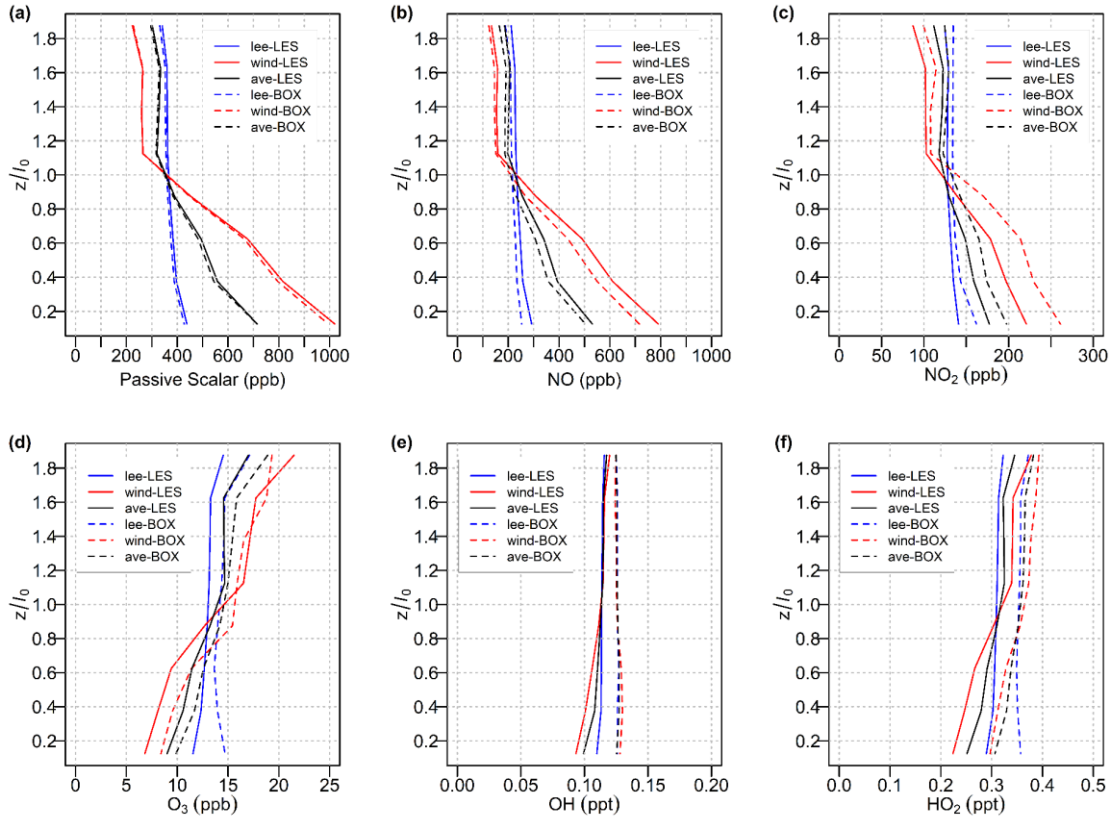 (a)
(b)
(c)
1.8
1.6
1.4
1.2
1.0
0.8
0.6
0.4
0.2
z/l₀
lee-LES
wind-LES
ave-LES
lee-BOX
wind-BOX
ave-BOX
0 200 400 600 800 1000
Passive Scalar (ppb)
1.8
1.6
1.4
1.2
1.0
0.8
0.6
0.4
0.2
z/l₀
lee-LES
wind-LES
ave-LES
lee-BOX
wind-BOX
ave-BOX
0 200 400 600 800 1000
NO (ppb)
1.8
1.6
1.4
1.2
1.0
0.8
0.6
0.4
0.2
z/l₀
lee-LES
wind-LES
ave-LES
lee-BOX
wind-BOX
ave-BOX
0 50 100 150 200 300
NO₂ (ppb)
(d)
(e)
(f)
1.8
1.6
1.4
1.2
1.0
0.8
0.6
0.4
0.2
z/l₀
lee-LES
wind-LES
ave-LES
lee-BOX
wind-BOX
ave-BOX
0 5 10 15 20 25
O₃ (ppb)
1.8
1.6
1.4
1.2
1.0
0.8
0.6
0.4
0.2
z/l₀
lee-LES
wind-LES
ave-LES
lee-BOX
wind-BOX
ave-BOX
0.00 0.05 0.10 0.15 0.20
OH (ppt)
1.8
1.6
1.4
1.2
1.0
0.8
0.6
0.4
0.2
z/l₀
lee-LES
wind-LES
ave-LES
lee-BOX
wind-BOX
ave-BOX
0.0 0.1 0.2 0.3 0.4 0.5
HO₂ (ppt)